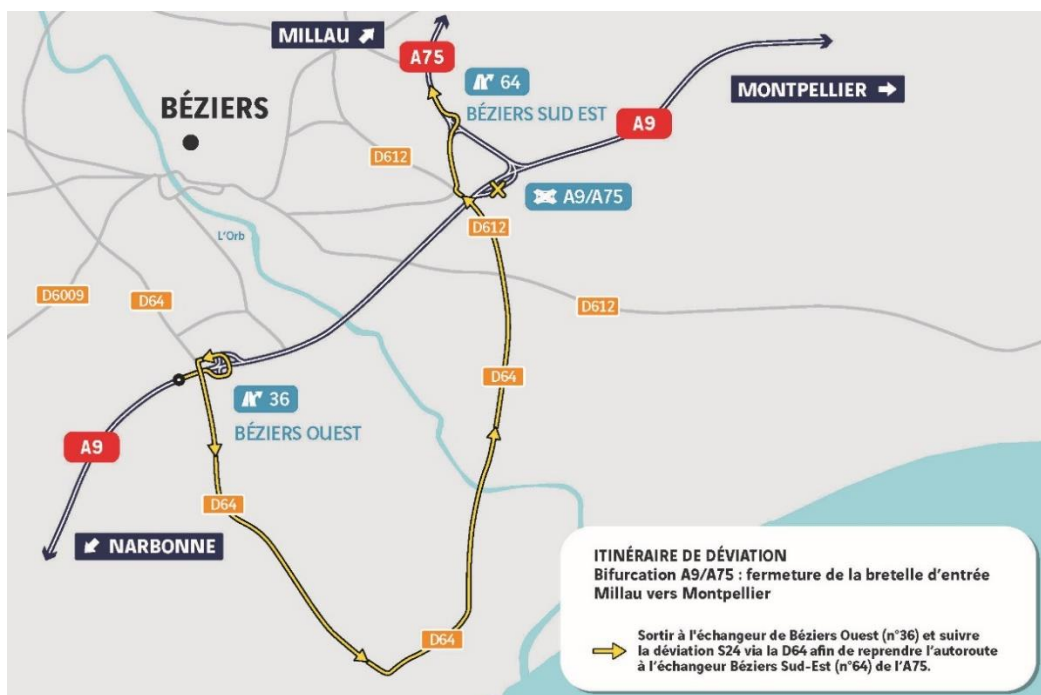 MILLAU
A75
64
BÉZIERS SUD EST
MONTPELLIER
BÉZIERS
A9
D612
A9/A75
D612
L'Orb
D6009
D64
D612
36
BÉZIERS OUEST
D64
A9
D64
NARBONNE
D64
ITINÉRAIRE DE DÉVIATION
Bifurcation A9/A75 : fermeture de la bretelle d'entrée
Millau vers Montpellier
Sortir à l'échangeur de Béziers Ouest (n°36) et suivre
la déviation S24 via la D64 afin de reprendre l'autoroute
à l'échangeur Béziers Sud-Est (n°64) de l'A75.